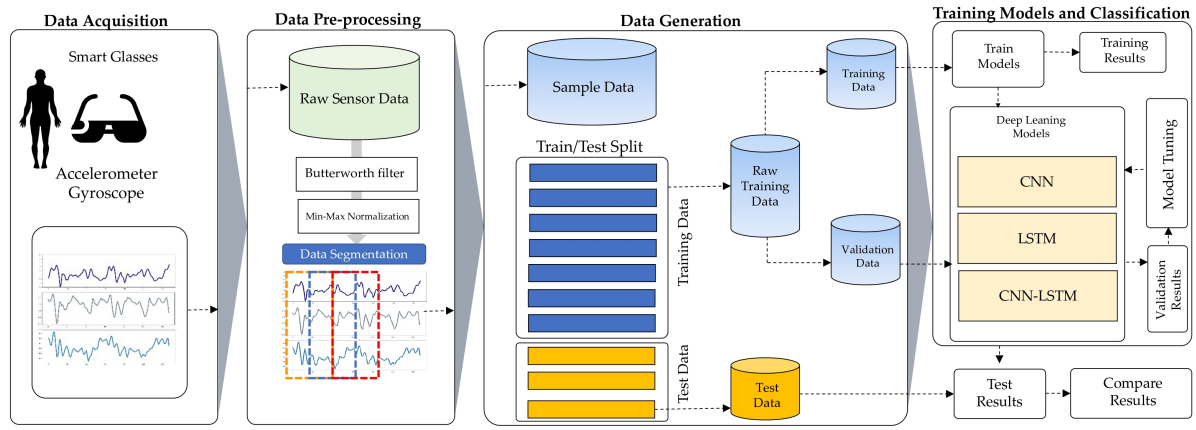 Data Acquisition
Smart Glasses
Accelerometer
Gyroscope
Data Pre-processing
Raw Sensor Data
Butterworth filter
Min-Max Normalization
Data Segmentation
Data Generation
Sample Data
Train/Test Split
Training Data
Test Data
Raw
Training
Data
Training
Data
Validation
Data
Test
Data
Training Models and Classification
Train
Models
Training
Results
Deep Leaning
Models
CNN
LSTM
CNN-LSTM
Model Tuning
Validation
Results
Test
Results
Compare
Results